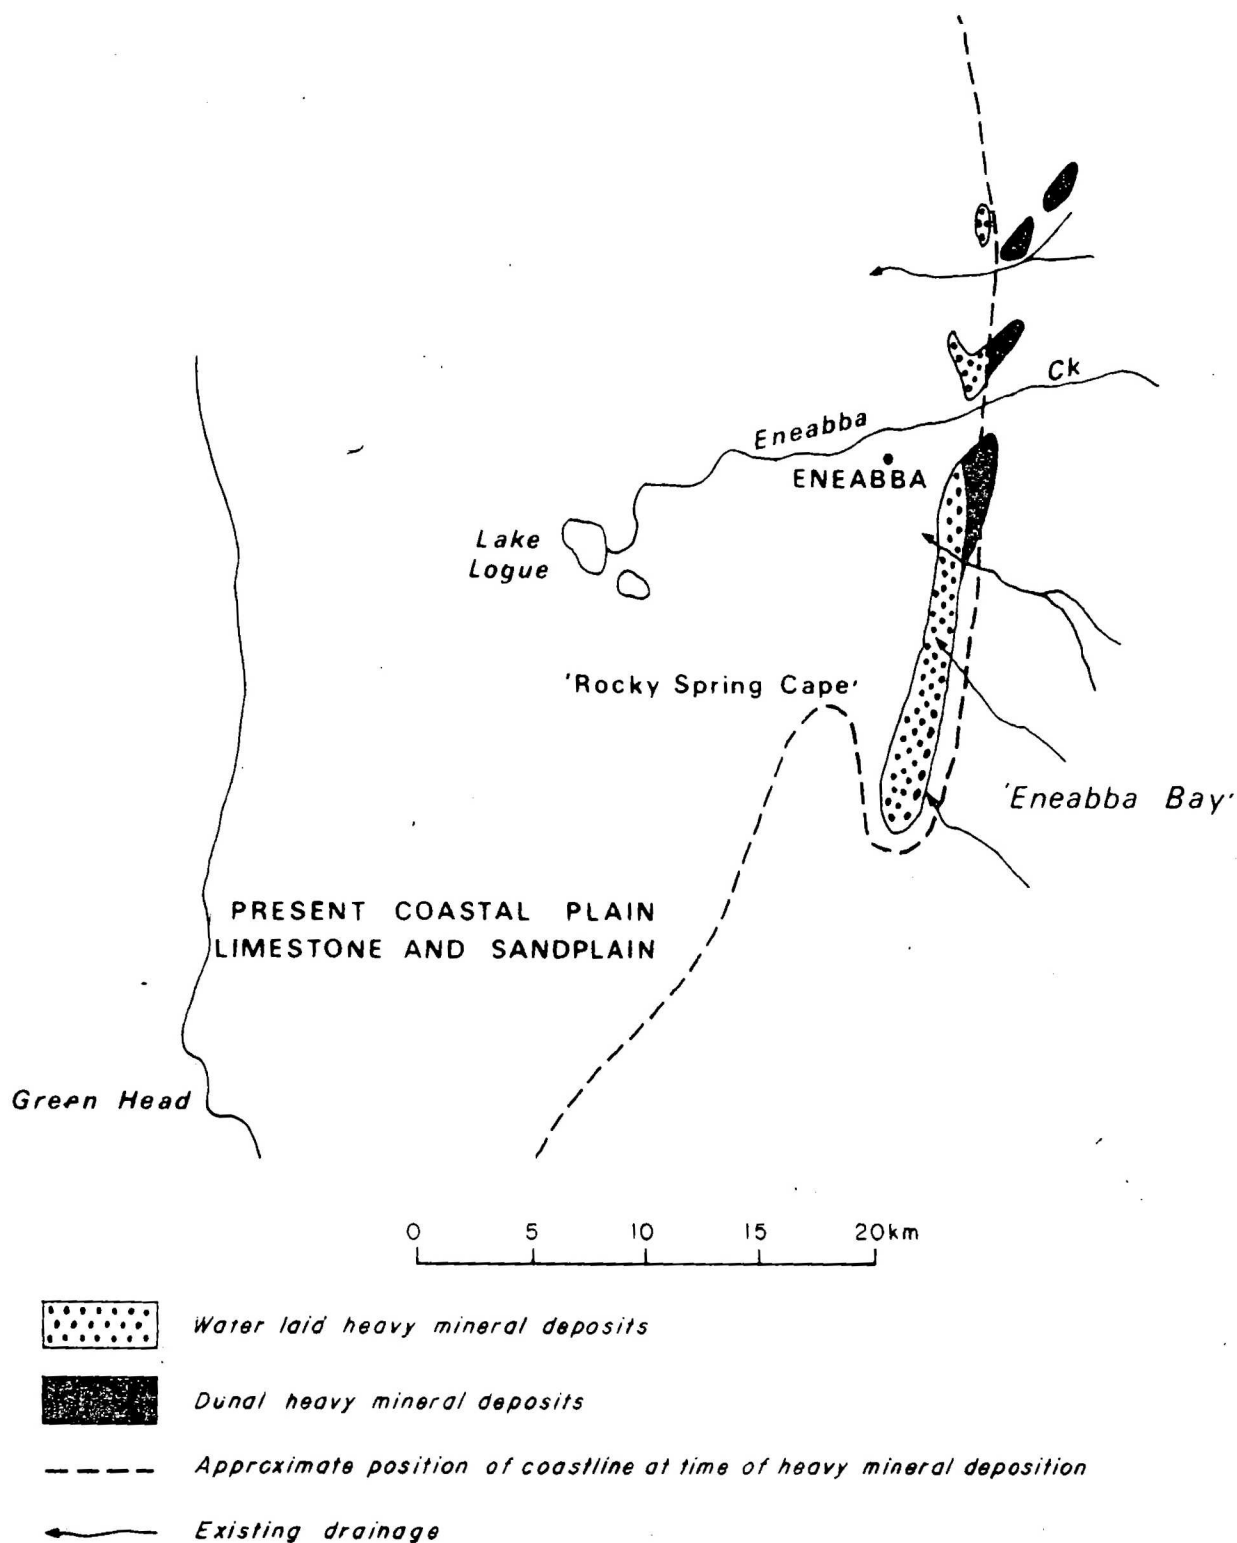 Ck
Eneabba
ENEABBA
Lake
Logue
'Rocky Spring Cape'
'Eneabba Bay'
PRESENT COASTAL PLAIN
LIMESTONE AND SANDPLAIN
Green Head
0 5 10 15 20km
Water laid heavy mineral deposits
Dunal heavy mineral deposits
Approximate position of coastline at time of heavy mineral deposition
Existing drainage